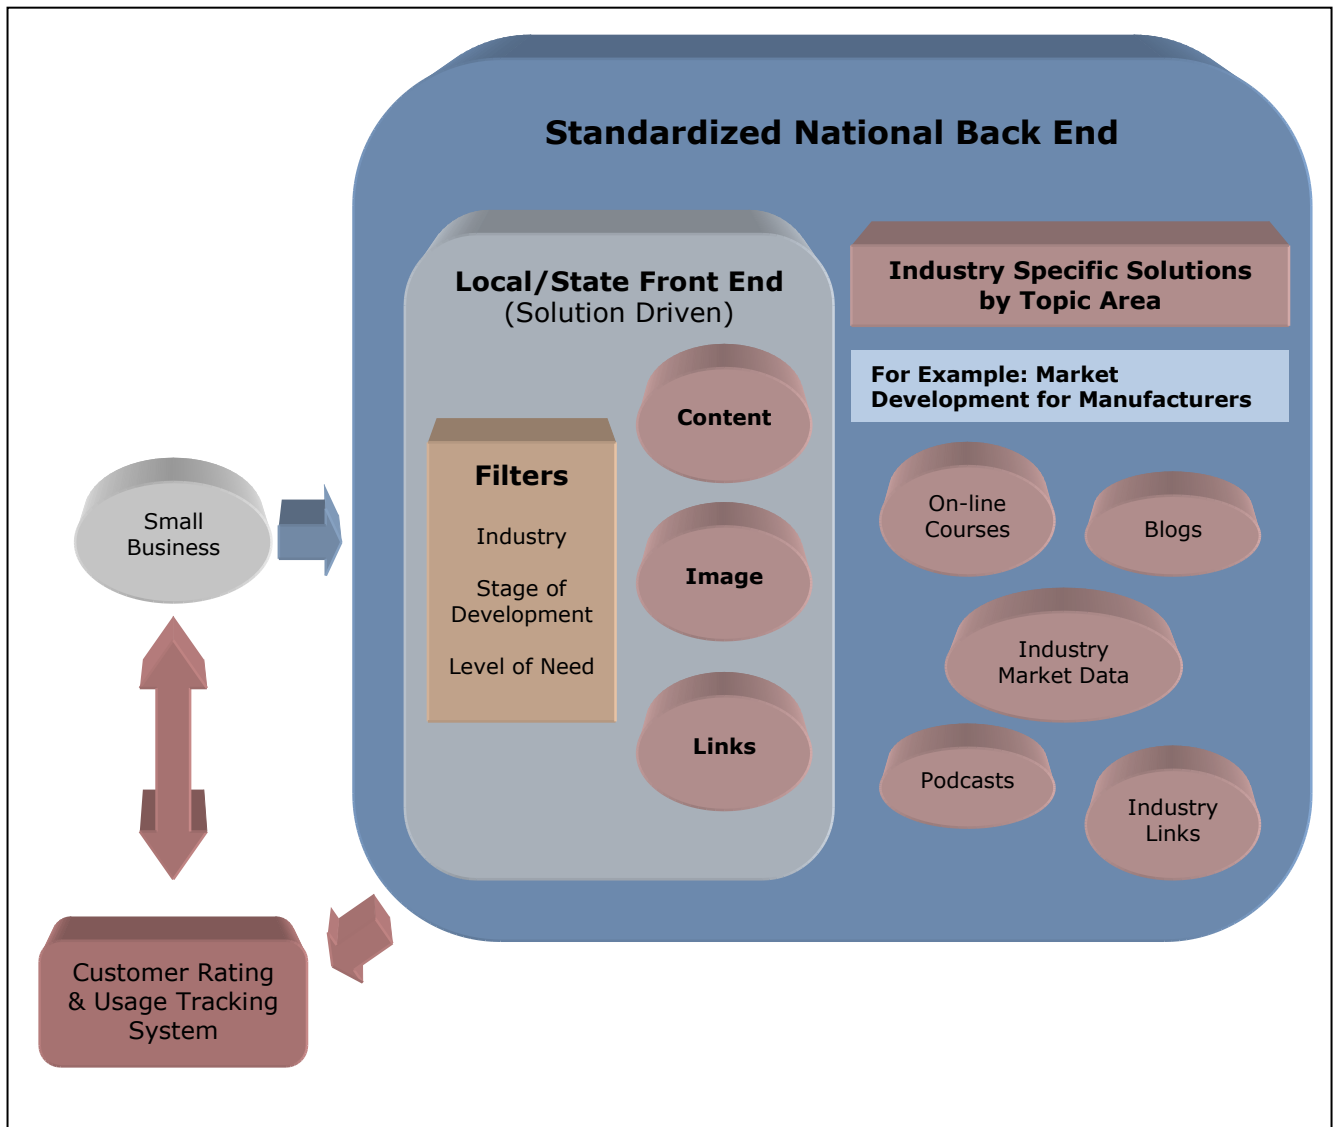 Standardized National Back End
Local/State Front End
(Solution Driven)
Industry Specific Solutions
by Topic Area
For Example: Market
Development for Manufacturers
Content
Filters
Industry
Stage of
Development
Level of Need
Image
Links
On-line
Courses
Blogs
Industry
Market Data
Podcasts
Industry
Links
Small
Business
Customer Rating
& Usage Tracking
System